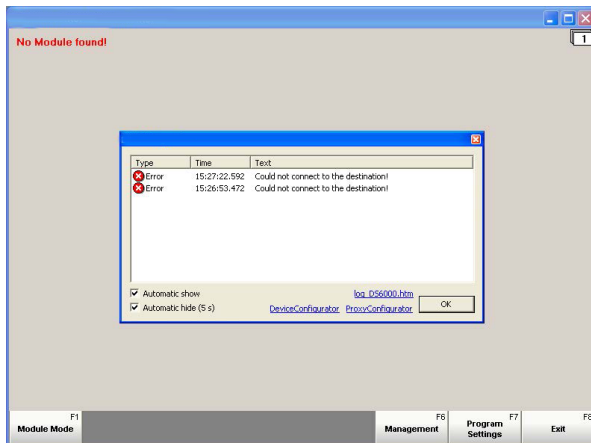 No Module found!
1
Type Time Text
Error 15:27:22.592 Could not connect to the destination!
Error 15:26:53.472 Could not connect to the destination!
Automatic show
log_DS6000.htm
Automatic hide (5 s)
DeviceConfigurator ProxyConfigurator
OK
F1
Module Mode
F6
Management
F7
Program
Settings
F8
Exit